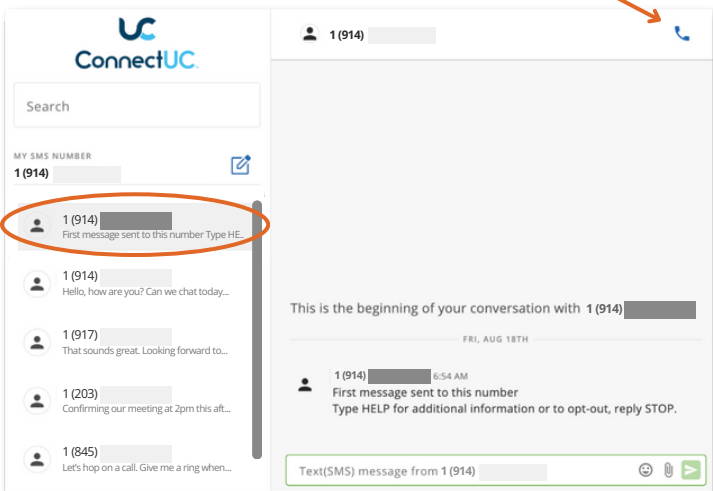 UC
ConnectUC
Search
MY SMS NUMBER
1 (914)
1 (914)
First message sent to this number Type HE..
1 (914)
Hello, how are you? Can we chat today...
1 (917)
That sounds great. Looking forward to...
1 (203)
Confirming our meeting at 2pm this aft...
1 (845)
Let's hop on a call. Give me a ring when...
1 (914)
This is the beginning of your conversation with 1 (914)
FRI, AUG 18TH
1 (914) 6:54 AM
First message sent to this number
Type HELP for additional information or to opt-out, reply STOP.
Text(SMS) message from 1 (914)